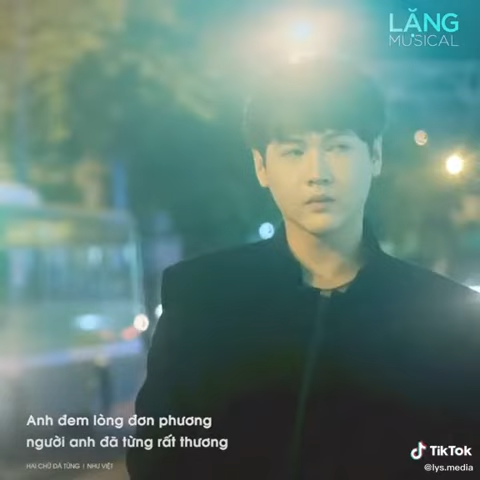 LẶNG
MUSICAL
Anh đem lòng đơn phương
người anh đã từng rất thương
HAI CHỮ ĐÃ TỪNG | NHƯ VIỆT
TikTok
@lys.media